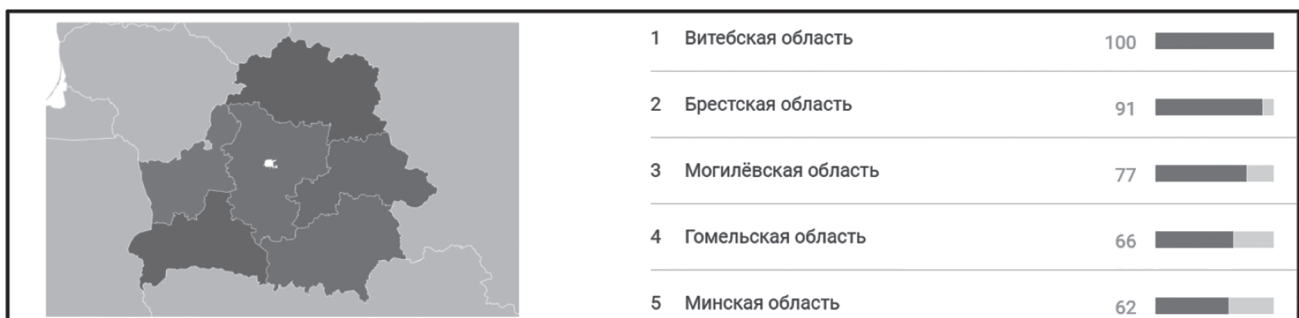 1 Витебская область 100
2 Брестская область 91
3 Могилёвская область 77
4 Гомельская область 66
5 Минская область 62